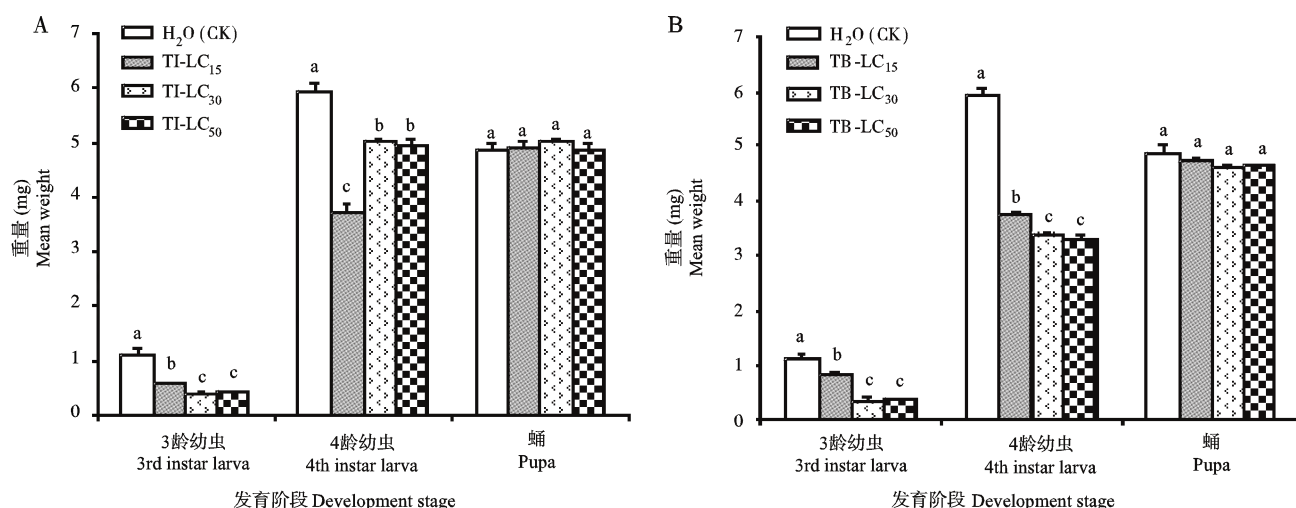 A
H₂O (CK)
TI-LC₁₅
TI-LC₃₀
TI-LC₅₀
7
6
5
4
3
2
1
0
重量 (mg)
Mean weight
a
b
c
c
a
c
b
b
a
a
a
a
3龄幼虫
3rd instar larva
4龄幼虫
4th instar larva
蛹
Pupa
发育阶段 Development stage
B
H₂O (CK)
TB-LC₁₅
TB-LC₃₀
TB-LC₅₀
7
6
5
4
3
2
1
0
重量 (mg)
Mean weight
a
b
c
c
a
b
c
c
a
a
a
a
3龄幼虫
3rd instar larva
4龄幼虫
4th instar larva
蛹
Pupa
发育阶段 Development stage